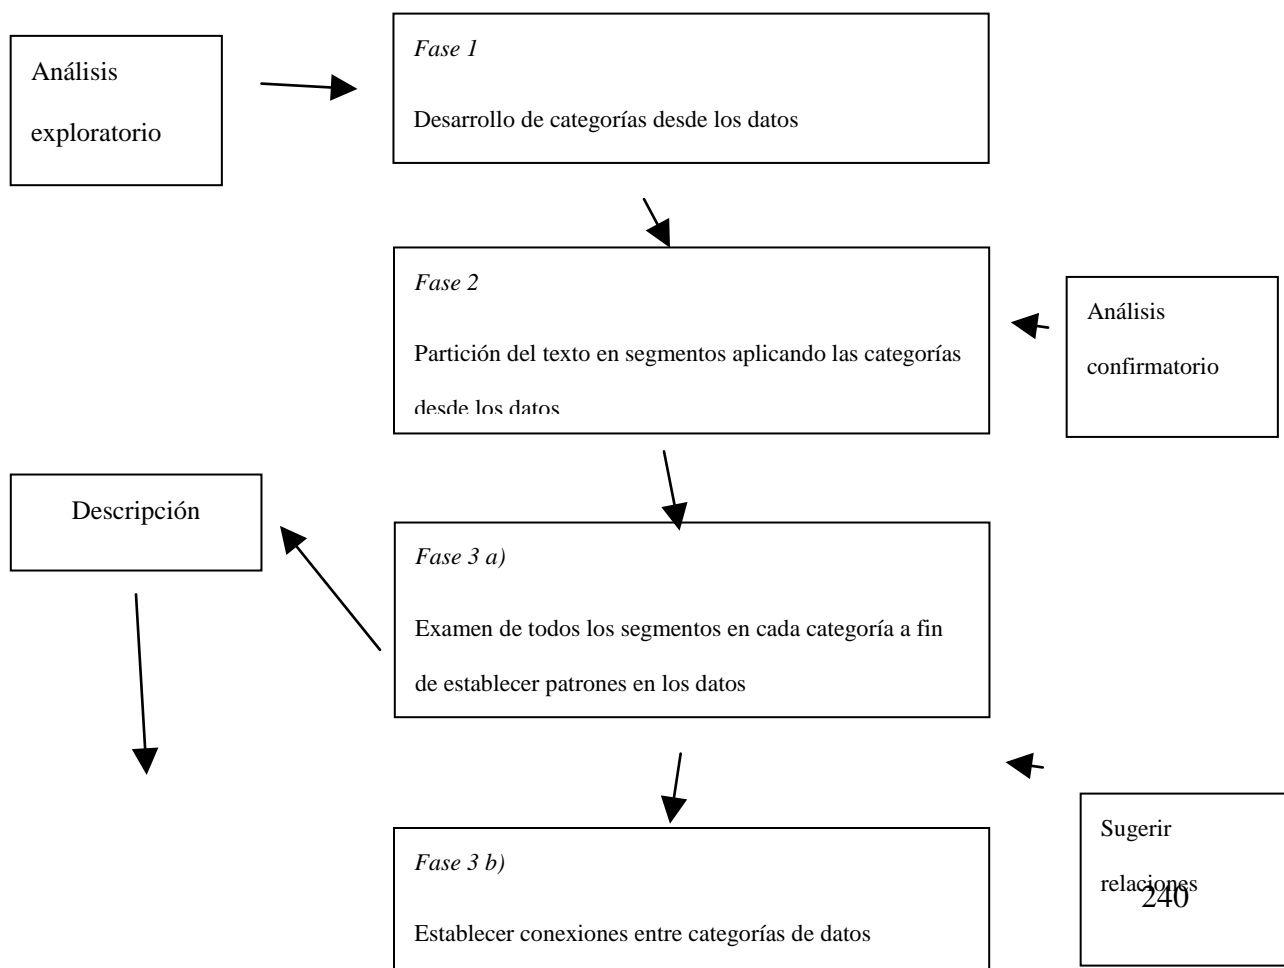 Análisis
exploratorio
Fase 1
Desarrollo de categorías desde los datos
Fase 2
Partición del texto en segmentos aplicando las categorías
desde los datos
Análisis
confirmatorio
Descripción
Fase 3 a)
Examen de todos los segmentos en cada categoría a fin
de establecer patrones en los datos
Fase 3 b)
Establecer conexiones entre categorías de datos
Sugerir
relaciones
240